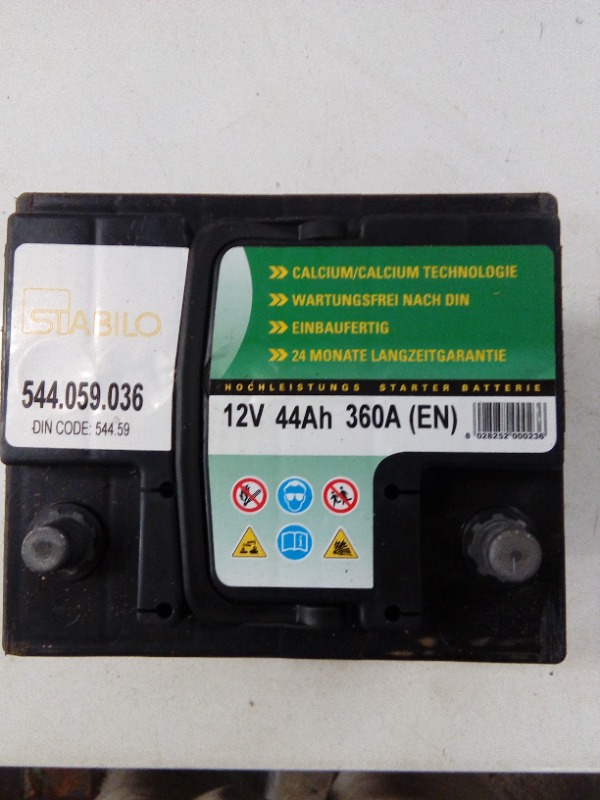 STABILO
544.059.036
DIN CODE: 544.59
CALCIUM/CALCIUM TECHNOLOGIE
WARTUNGSFREI NACH DIN
EINBAUFERTIG
24 MONATE LANGZEITGARANTIE
HOCHLEISTUNGS STARTER BATTERIE
12V 44Ah 360A (EN)
8 028252 000236